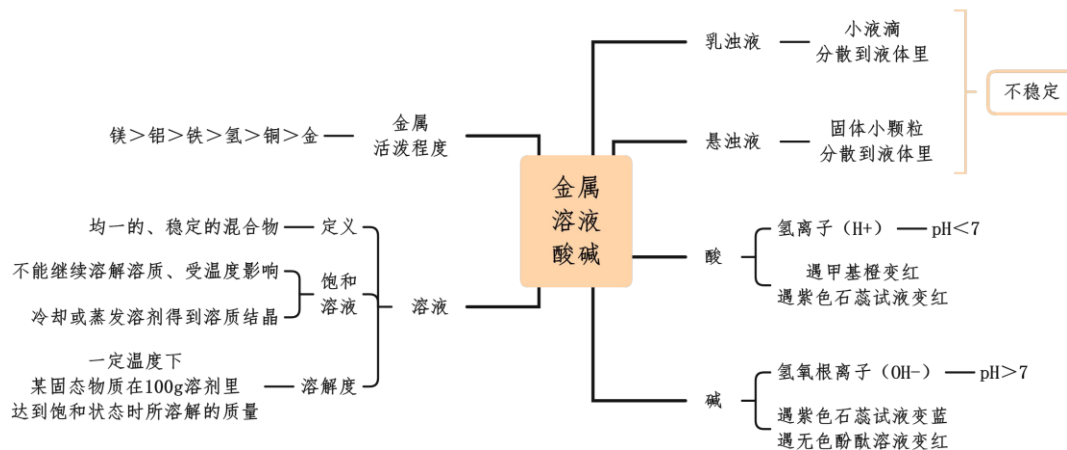 金属
溶液
酸碱
金属
活泼程度
镁＞铝＞铁＞氢＞铜＞金
溶液
定义
均一的、稳定的混合物
饱和
溶液
不能继续溶解溶质、受温度影响
冷却或蒸发溶剂得到溶质结晶
溶解度
一定温度下
某固态物质在100g溶剂里
达到饱和状态时所溶解的质量
乳浊液
小液滴
分散到液体里
悬浊液
固体小颗粒
分散到液体里
不稳定
酸
氢离子（H+）
pH＜7
遇甲基橙变红
遇紫色石蕊试液变红
碱
氢氧根离子（OH-）
pH＞7
遇紫色石蕊试液变蓝
遇无色酚酞溶液变红